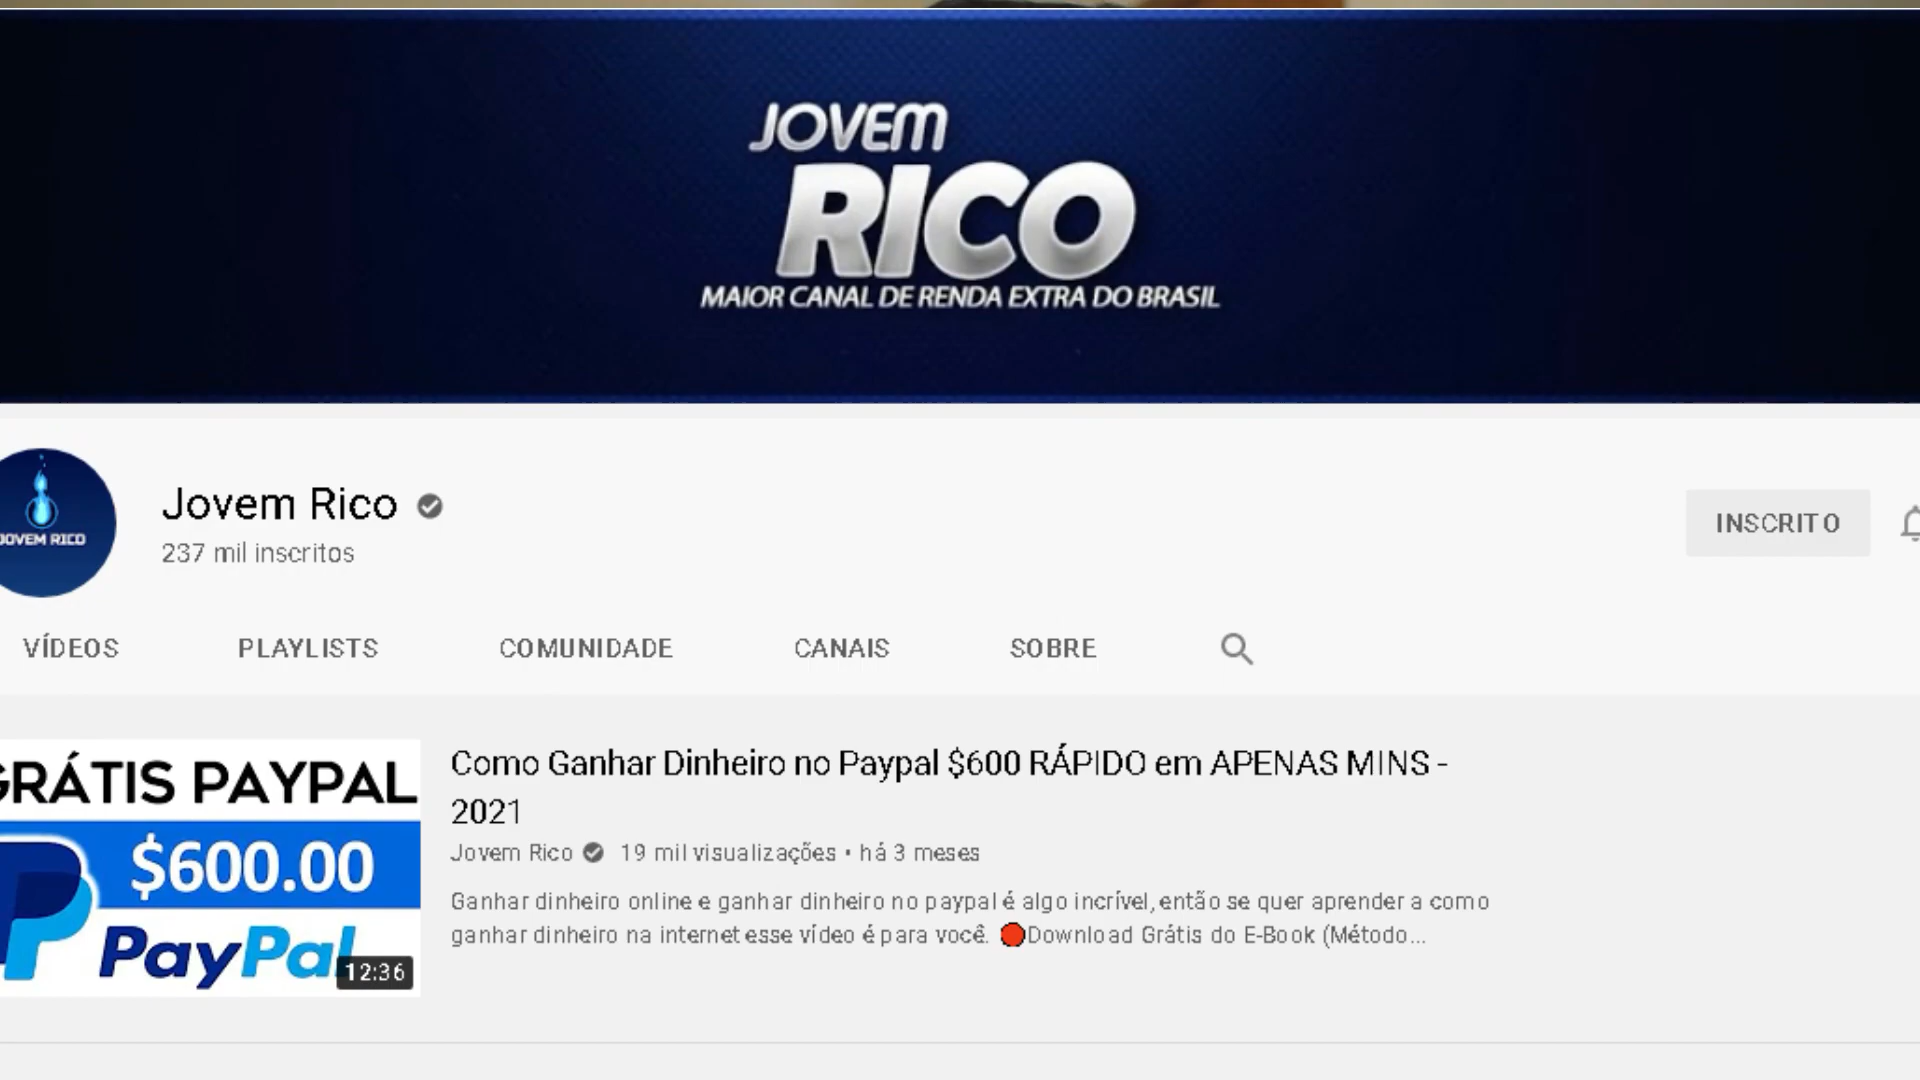 JOVEM
RICO
MAIOR CANAL DE RENDA EXTRA DO BRASIL
JOVEM RICO
Jovem Rico
237 mil inscritos
INSCRITO
VÍDEOS
PLAYLISTS
COMUNIDADE
CANAIS
SOBRE
GRÁTIS PAYPAL
$600.00
PayPal
12:36
Como Ganhar Dinheiro no Paypal $600 RÁPIDO em APENAS MINS -
2021
Jovem Rico 19 mil visualizações • há 3 meses
Ganhar dinheiro online e ganhar dinheiro no paypal é algo incrível, então se quer aprender a como
ganhar dinheiro na internet esse vídeo é para você. 🔴Download Grátis do E-Book (Método...